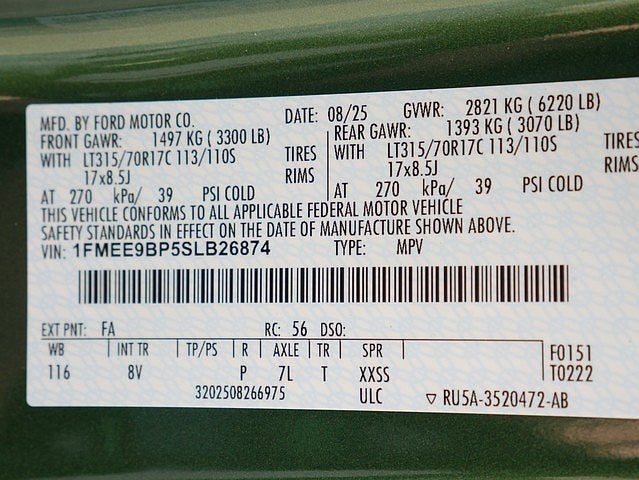 MFD. BY FORD MOTOR CO. DATE: 08/25 GVWR: 2821 KG ( 6220 LB)
FRONT GAWR: 1497 KG ( 3300 LB) REAR GAWR: 1393 KG ( 3070 LB)
WITH LT315/70R17C 113/110S TIRES WITH LT315/70R17C 113/110S TIRES
17x8.5J RIMS 17x8.5J RIMS
AT 270 kPa/ 39 PSI COLD AT 270 kPa/ 39 PSI COLD
THIS VEHICLE CONFORMS TO ALL APPLICABLE FEDERAL MOTOR VEHICLE
SAFETY STANDARDS IN EFFECT ON THE DATE OF MANUFACTURE SHOWN ABOVE.
VIN: 1FMEE9BP5SLB26874 TYPE: MPV
EXT PNT: FA RC: 56 DSO:
WB INT TR TP/PS R AXLE TR SPR F0151
116 8V P 7L T XXSS T0222
3202508266975 ULC ▽ RU5A-3520472-AB